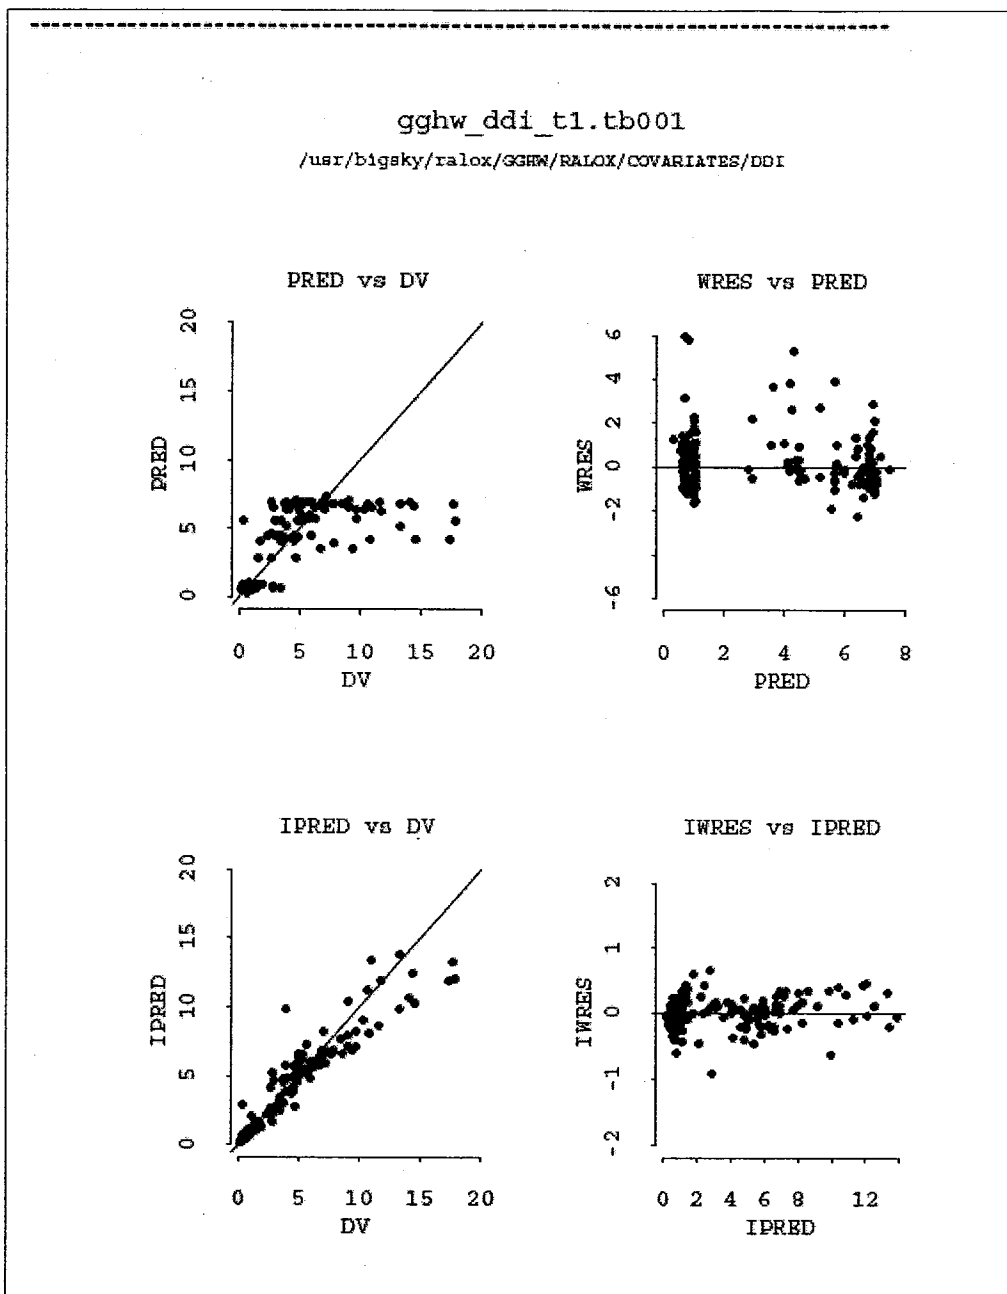 gghw_ddi_t1.tb001
/usr/bigsky/ralox/GGHW/RALOX/COVARIATES/DDI
PRED vs DV
PRED
0 5 10 15 20
0 5 10 15 20
DV
WRES vs PRED
WRES
-6 -2 0 2 4 6
0 2 4 6 8
PRED
IPRED vs DV
IPRED
0 5 10 15 20
0 5 10 15 20
DV
IWRES vs IPRED
IWRES
-2 -1 0 1 2
0 2 4 6 8 12
IPRED